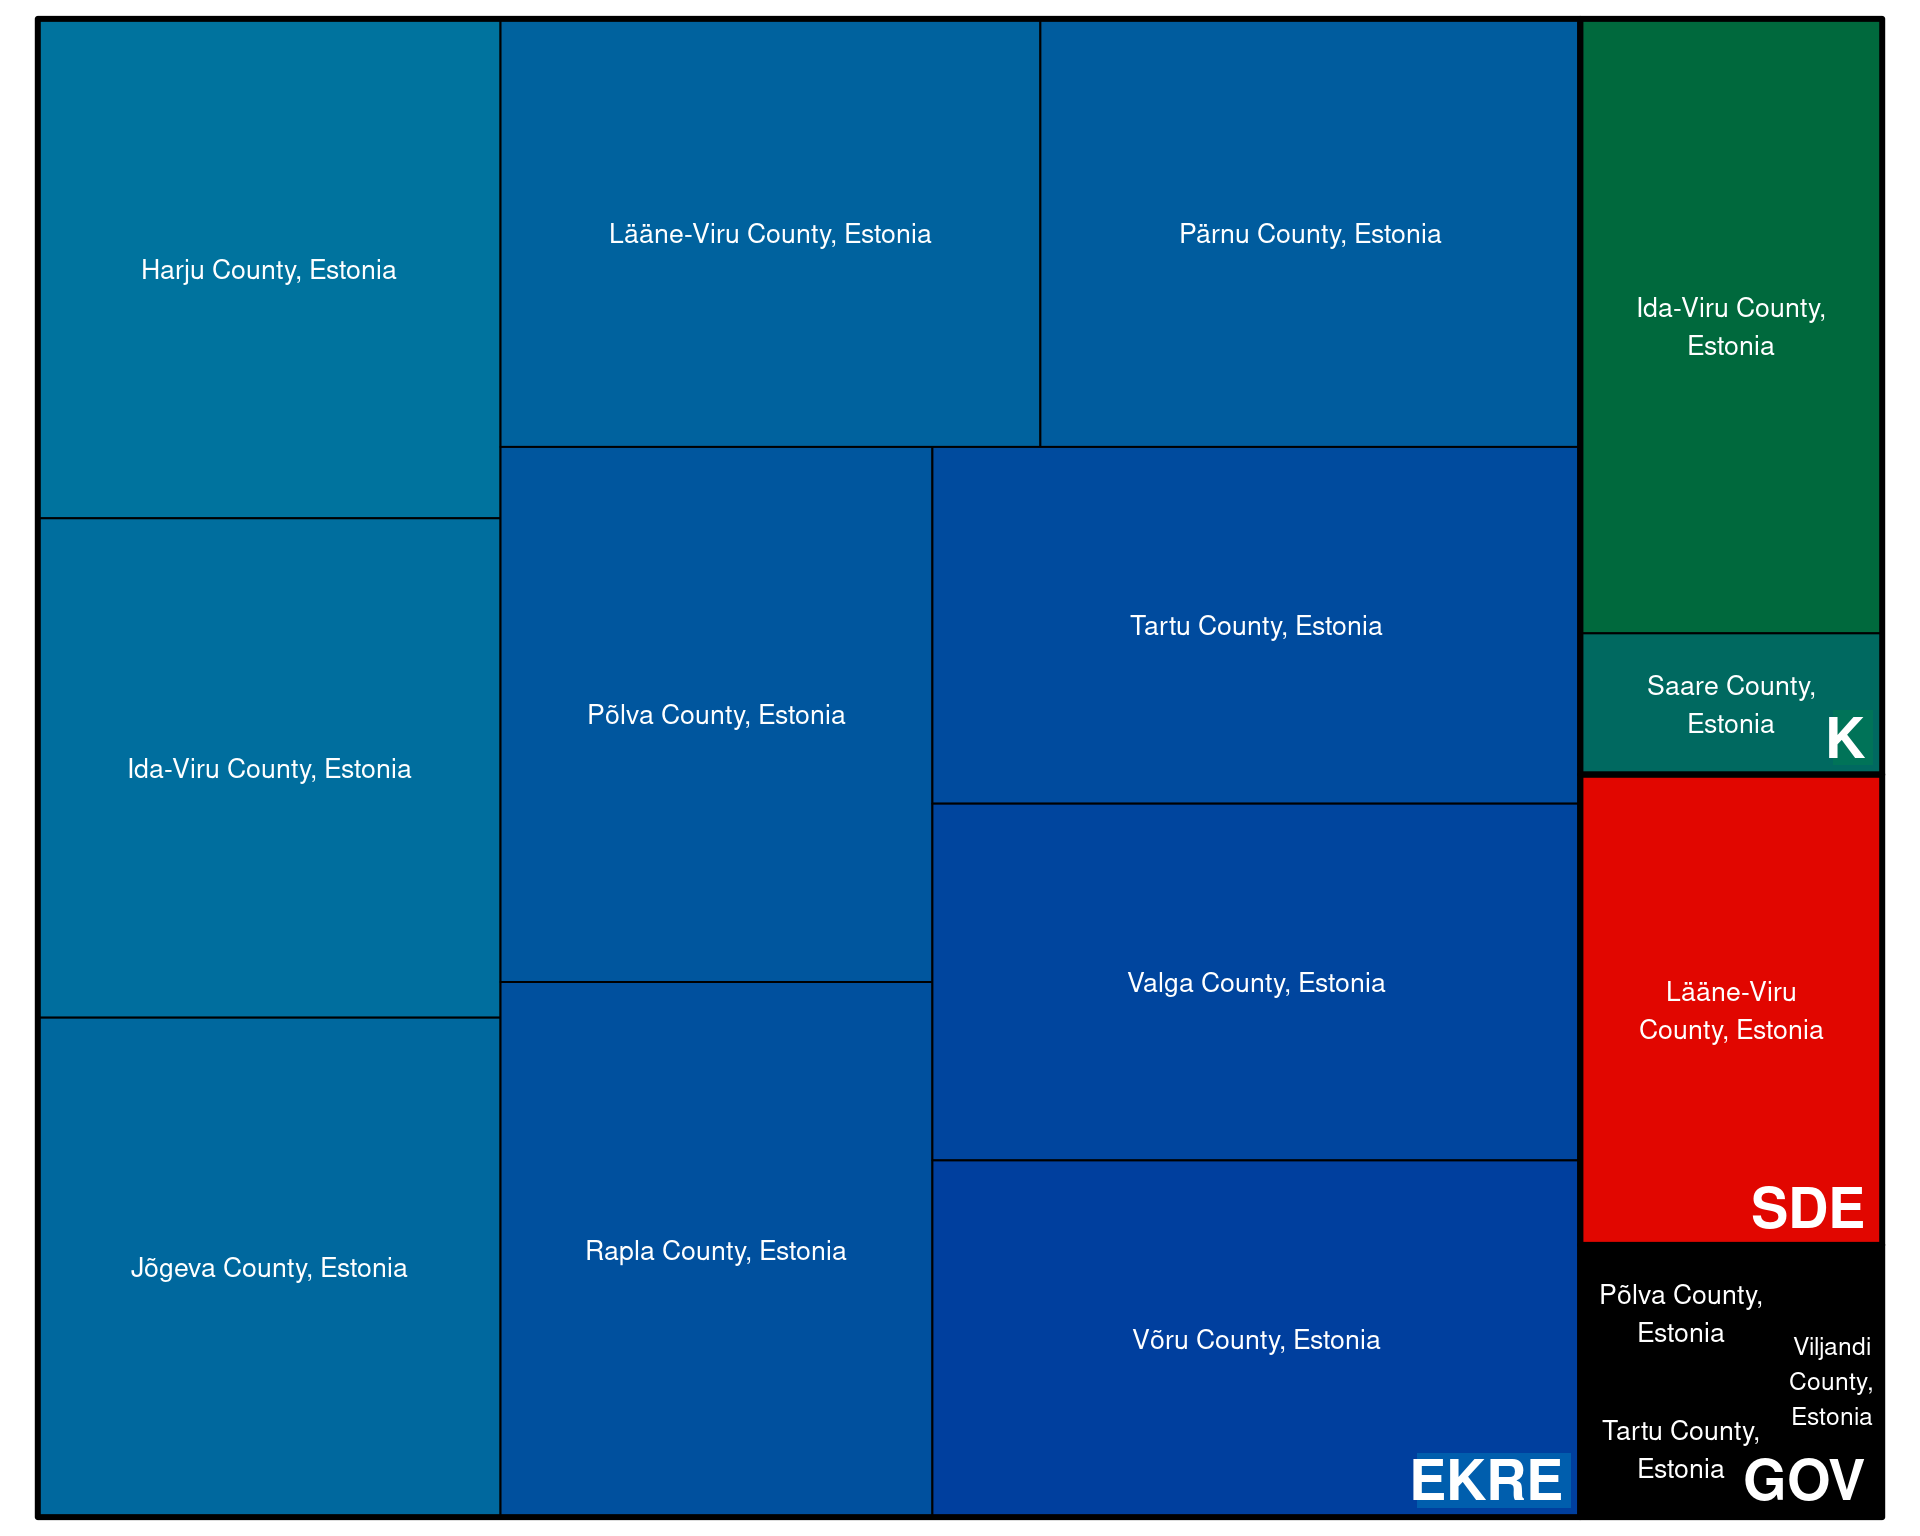 Harju County, Estonia
Ida-Viru County, Estonia
Jõgeva County, Estonia
Lääne-Viru County, Estonia
Pärnu County, Estonia
Põlva County, Estonia
Rapla County, Estonia
Tartu County, Estonia
Valga County, Estonia
Võru County, Estonia
EKRE
Ida-Viru County,
Estonia
Saare County,
Estonia
K
Lääne-Viru
County, Estonia
SDE
Põlva County,
Estonia
Tartu County,
Estonia
Viljandi
County,
Estonia
GOV